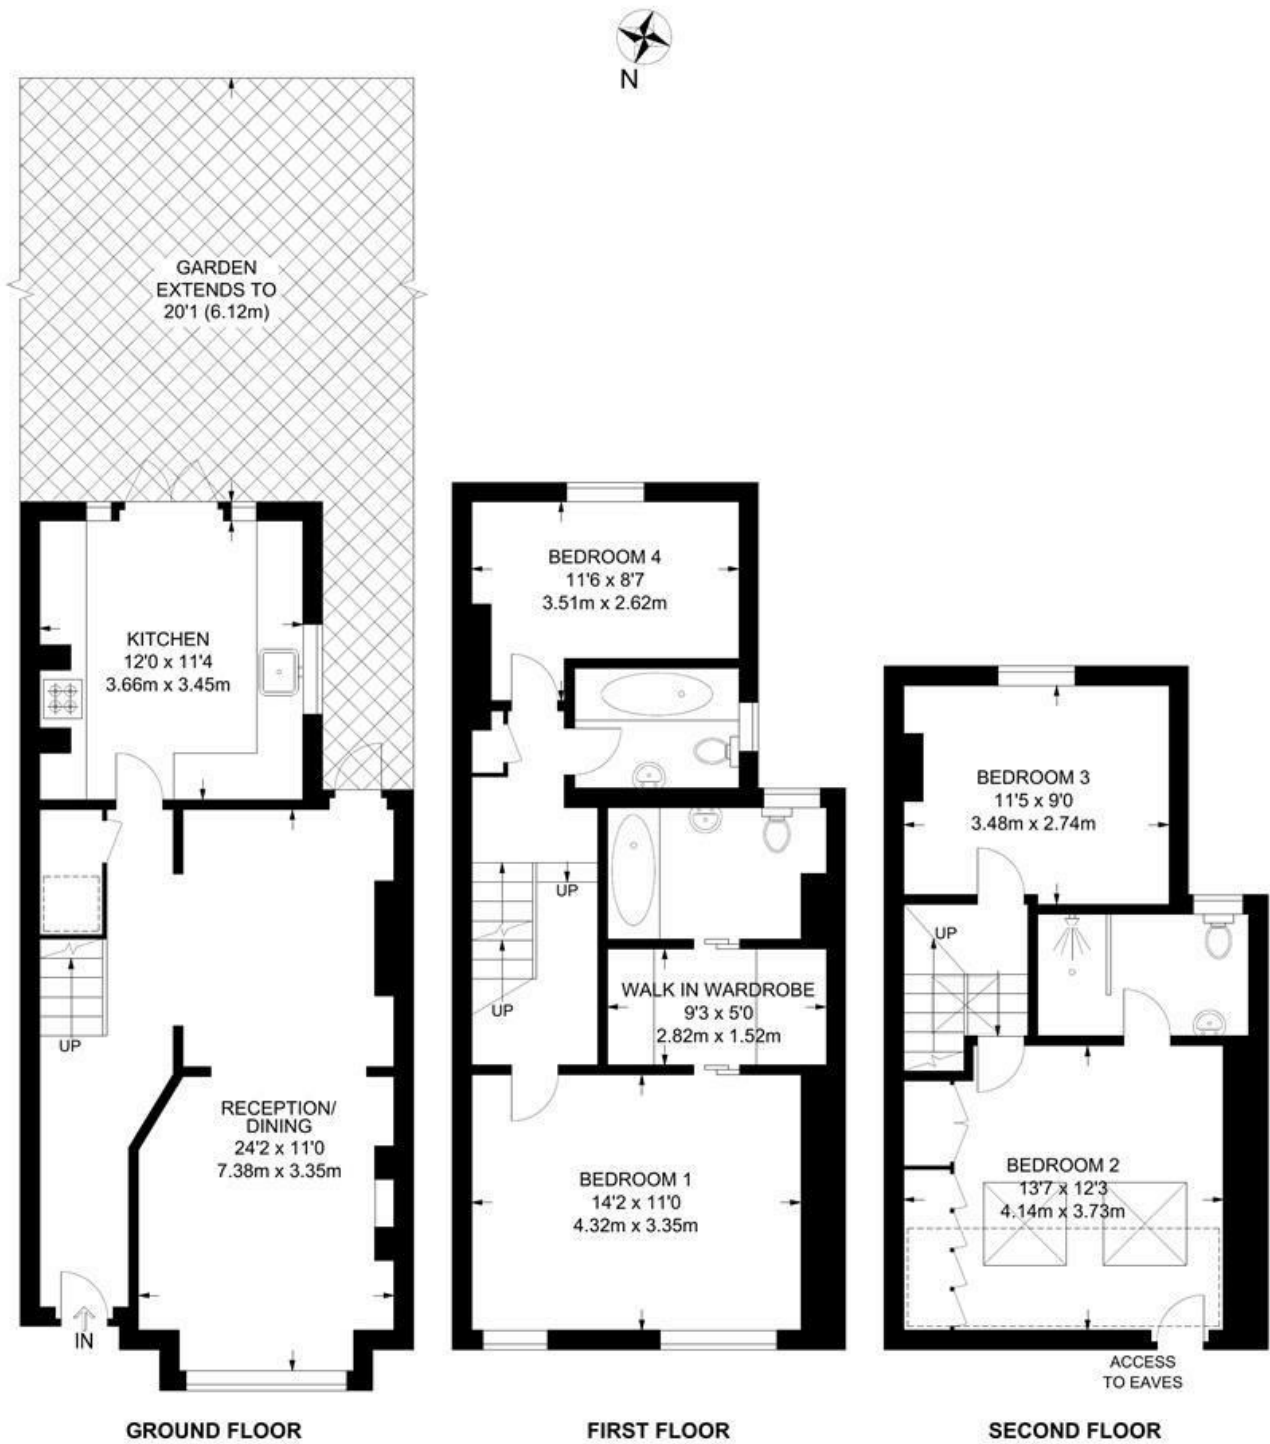 N
GARDEN
EXTENDS TO
20'1 (6.12m)
KITCHEN
12'0 x 11'4
3.66m x 3.45m
UP
RECEPTION/
DINING
24'2 x 11'0
7.38m x 3.35m
IN
GROUND FLOOR
BEDROOM 4
11'6 x 8'7
3.51m x 2.62m
UP
UP
WALK IN WARDROBE
9'3 x 5'0
2.82m x 1.52m
BEDROOM 1
14'2 x 11'0
4.32m x 3.35m
FIRST FLOOR
BEDROOM 3
11'5 x 9'0
3.48m x 2.74m
UP
BEDROOM 2
13'7 x 12'3
4.14m x 3.73m
ACCESS
TO EAVES
SECOND FLOOR